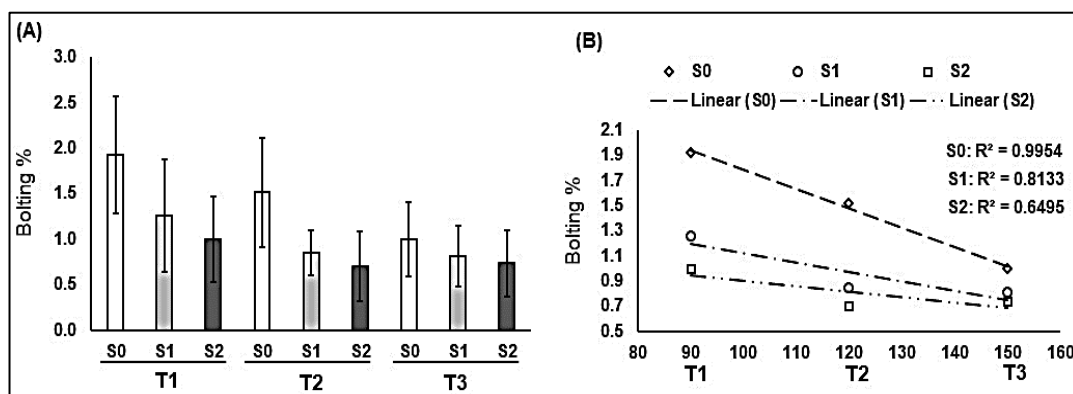 (A)
Bolting %
3.0
2.5
2.0
1.5
1.0
0.5
0.0
S0 S1 S2 S0 S1 S2 S0 S1 S2
T1 T2 T3
(B)
S0 S1 S2
Linear (S0) Linear (S1) Linear (S2)
Bolting %
2.1
1.9
1.7
1.5
1.3
1.1
0.9
0.7
0.5
S0: R² = 0.9954
S1: R² = 0.8133
S2: R² = 0.6495
80 90 100 110 120 130 140 150 160
T1 T2 T3